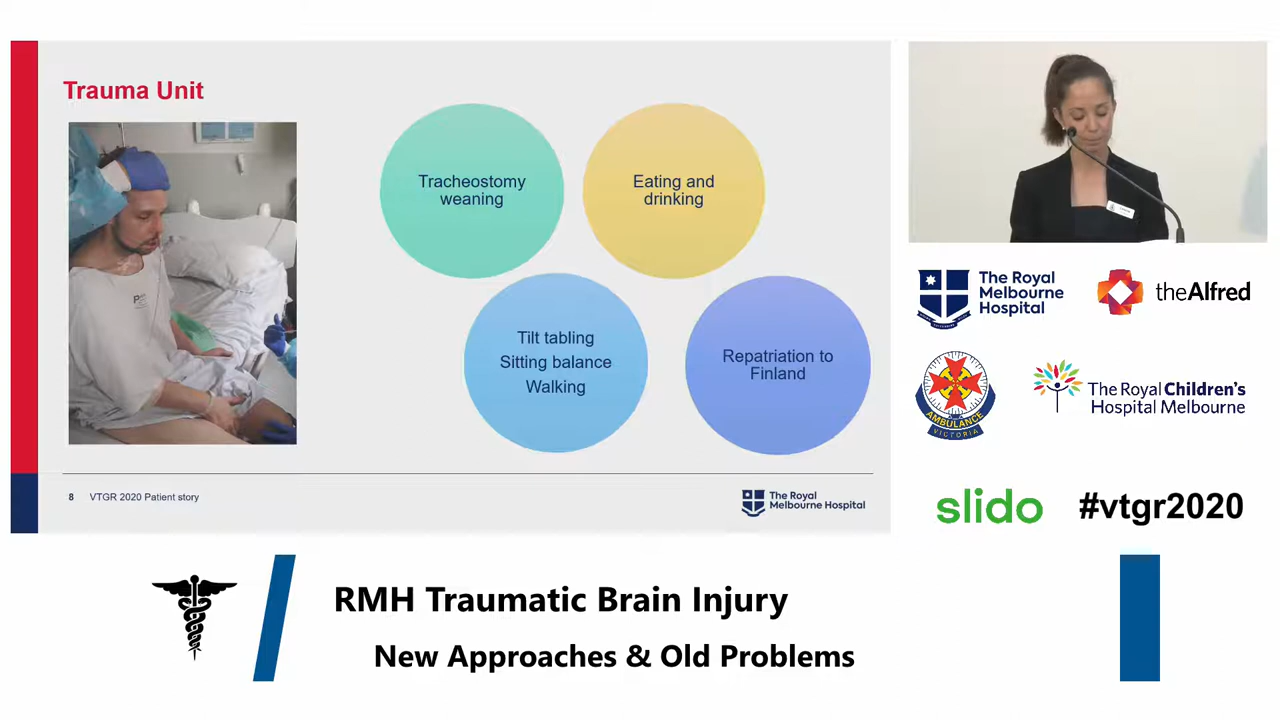 Trauma Unit
Tracheostomy
weaning
Eating and
drinking
Tilt tabling
Sitting balance
Walking
Repatriation to
Finland
8 VTGR 2020 Patient story
The Royal
Melbourne Hospital
The Royal
Melbourne
Hospital
theAlfred
AMBULANCE
VICTORIA
The Royal Children's
Hospital Melbourne
slido
#vtgr2020
RMH Traumatic Brain Injury
New Approaches & Old Problems